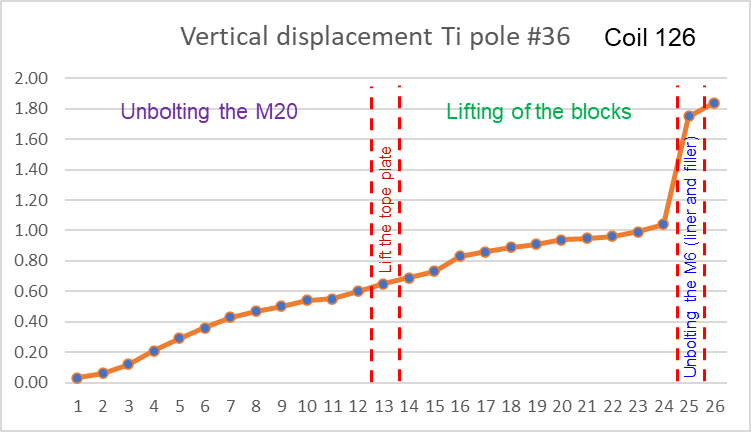 Vertical displacement Ti pole #36 Coil 126
2.00
1.80
1.60
1.40
1.20
1.00
0.80
0.60
0.40
0.20
0.00
Unbolting the M20
Lift the tope plate
Lifting of the blocks
Unbolting the M6 (liner and filler)
1 2 3 4 5 6 7 8 9 10 11 12 13 14 15 16 17 18 19 20 21 22 23 24 25 26